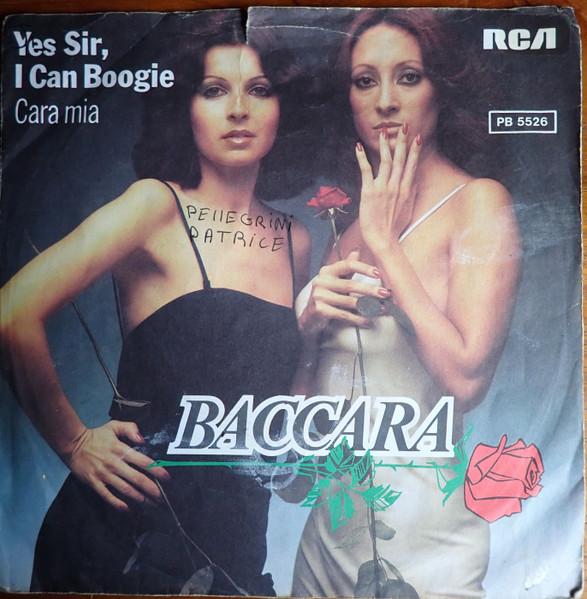 Yes Sir,
I Can Boogie
Cara mia
RCA
PB 5526
PEllEGRiNi
PATRICE
BACCARA